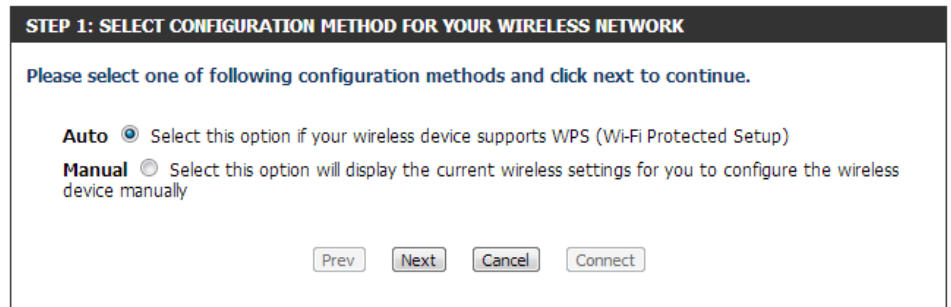 STEP 1: SELECT CONFIGURATION METHOD FOR YOUR WIRELESS NETWORK
Please select one of following configuration methods and click next to continue.
Auto Select this option if your wireless device supports WPS (Wi-Fi Protected Setup)
Manual Select this option will display the current wireless settings for you to configure the wireless
device manually
Prev Next Cancel Connect